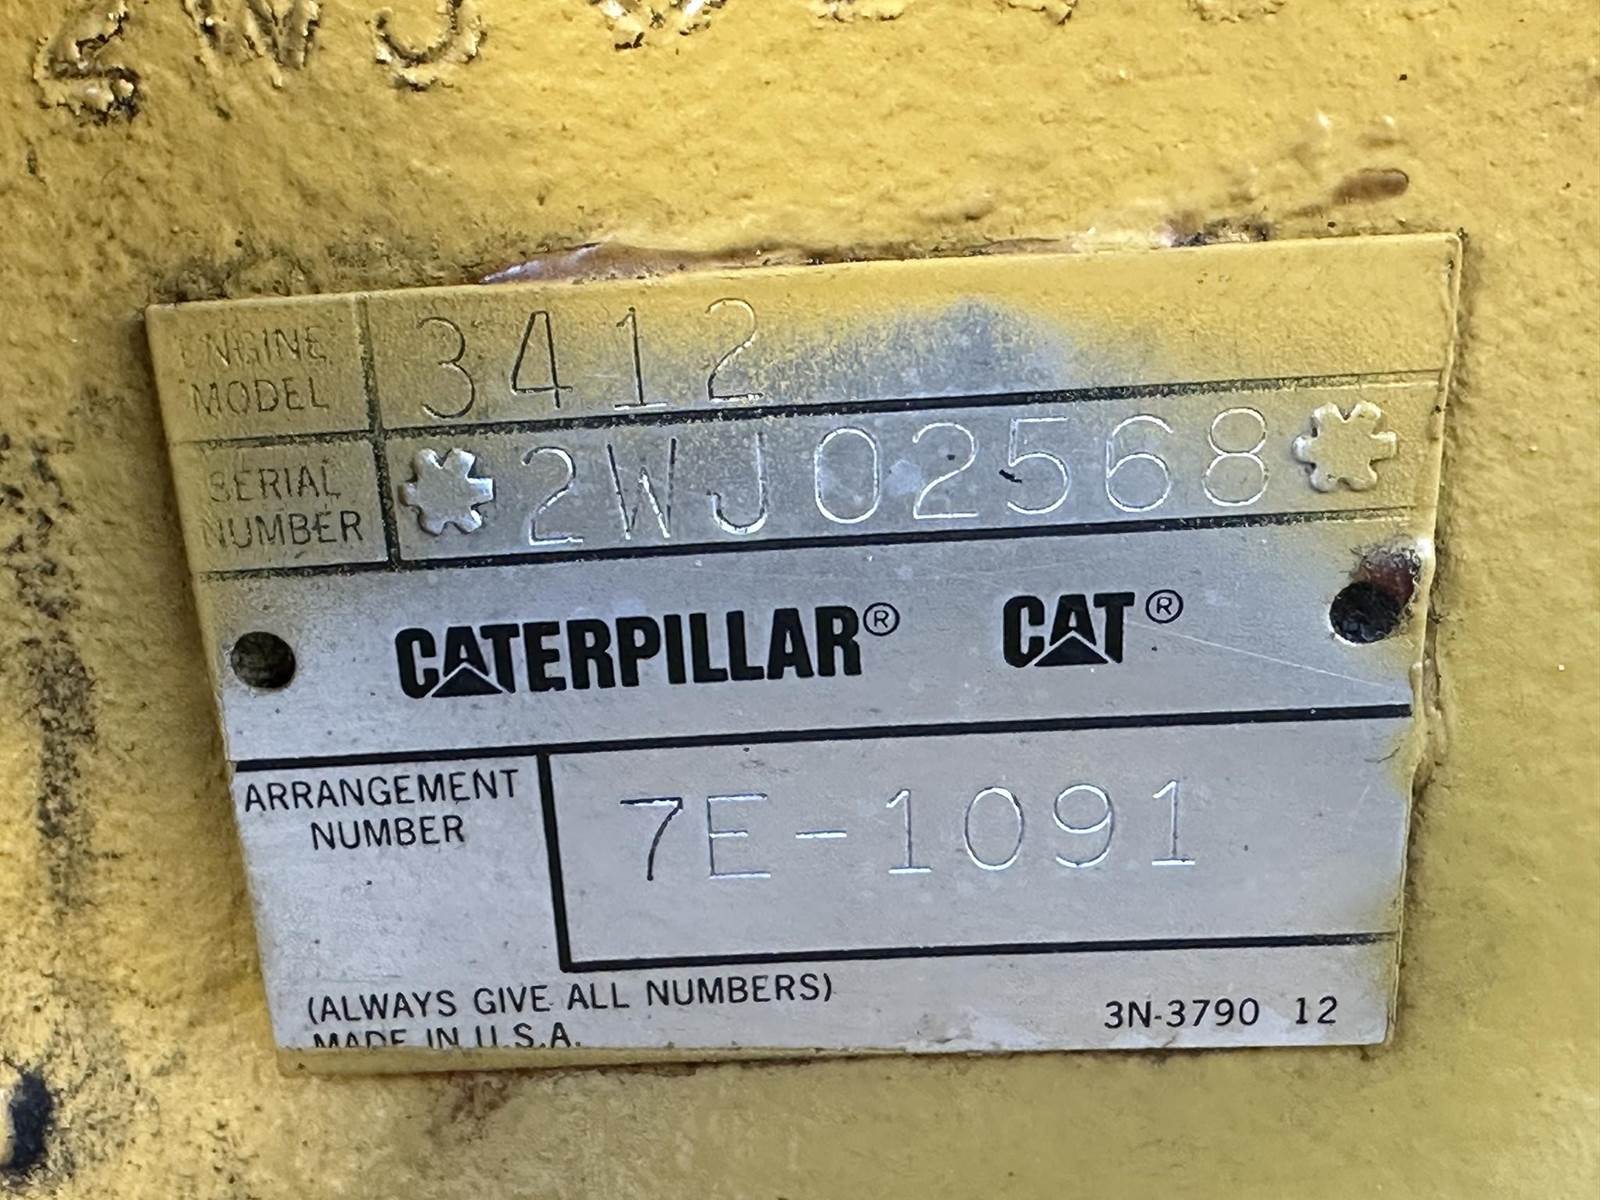 2WJ
ENGINE MODEL 3412
SERIAL NUMBER *2WJ02568*
CATERPILLAR® CAT®
ARRANGEMENT
NUMBER
7E-1091
(ALWAYS GIVE ALL NUMBERS)
MADE IN U.S.A.
3N-3790 12